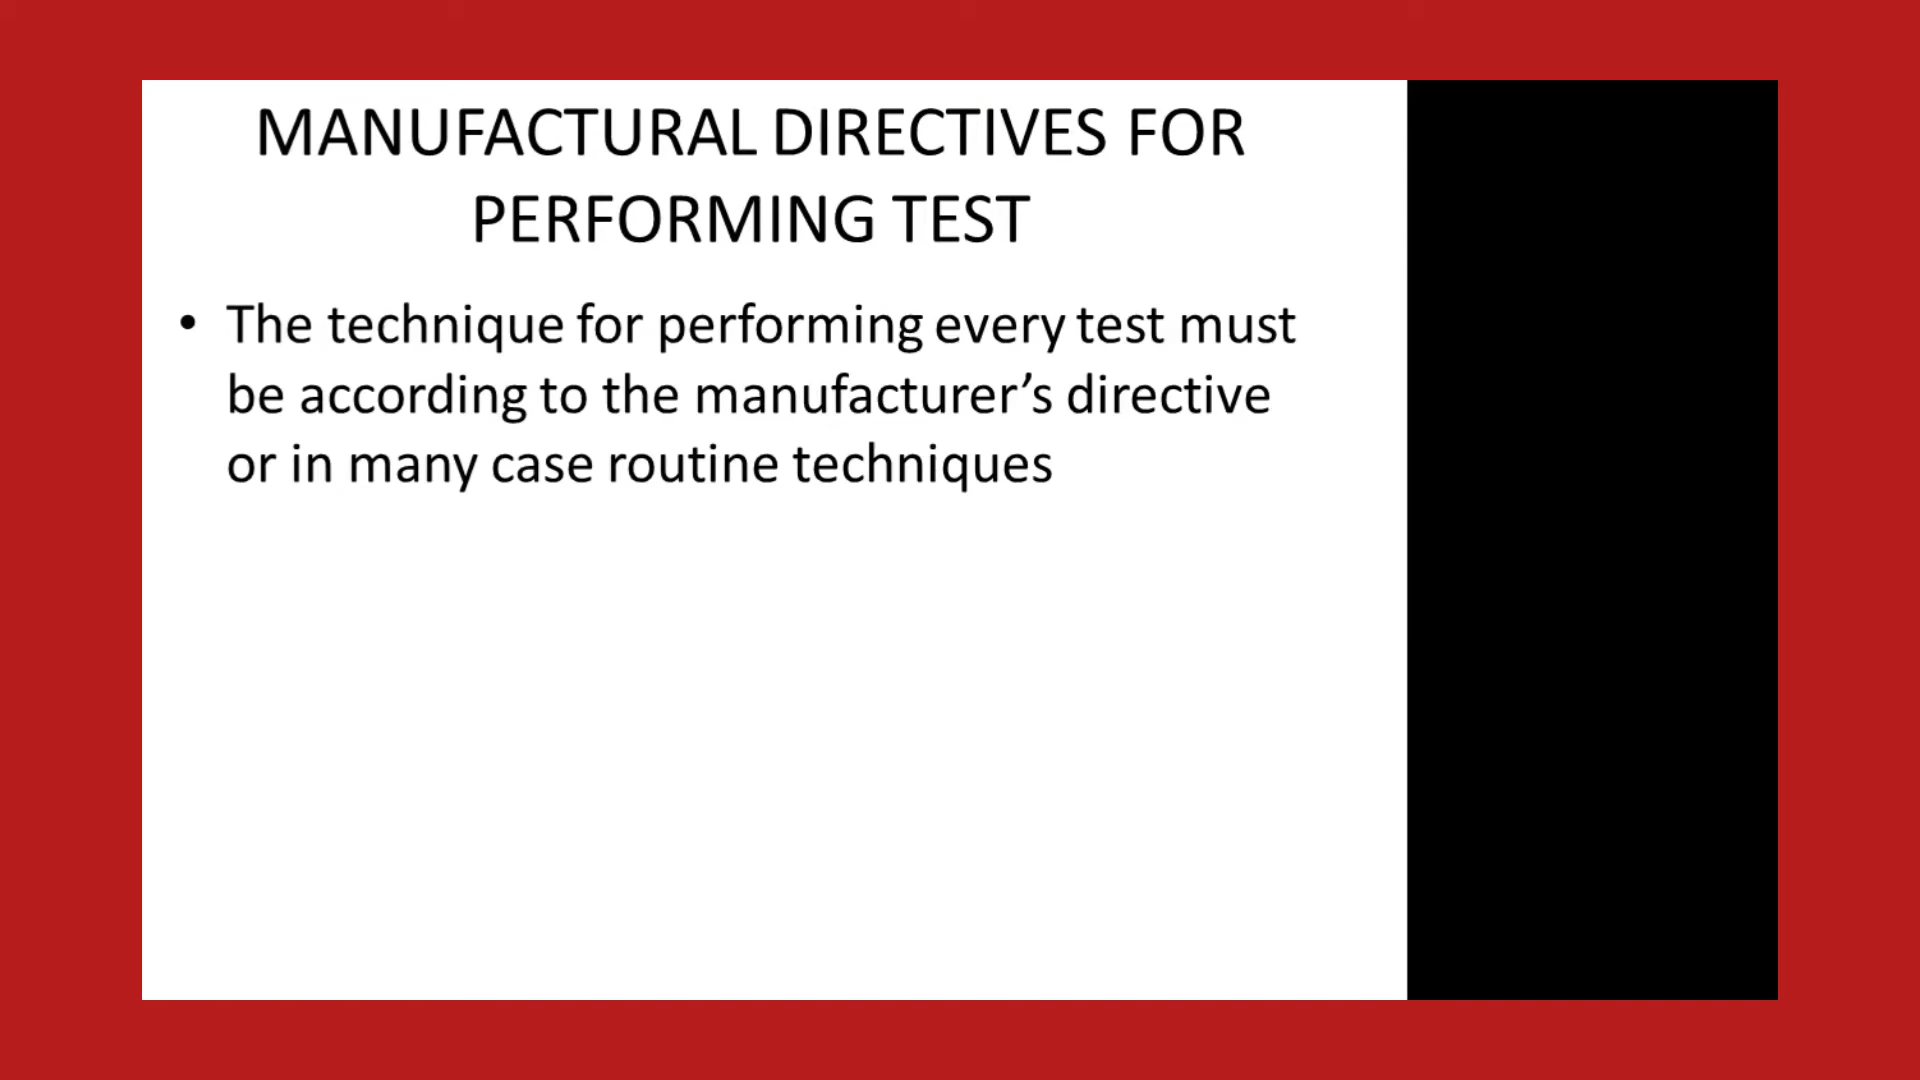 MANUFACTURAL DIRECTIVES FOR
PERFORMING TEST
• The technique for performing every test must
be according to the manufacturer’s directive
or in many case routine techniques